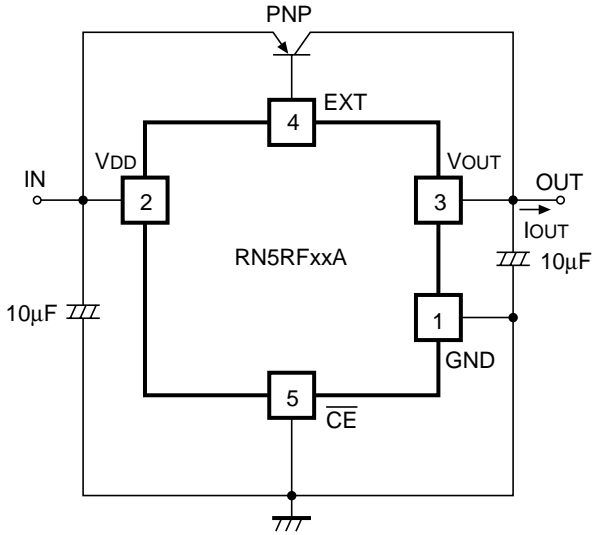 PNP
EXT
4
VDD
VOUT
IN
2
3
OUT
IOUT
RN5RFxxA
10μF
10μF
1
GND
5
CE